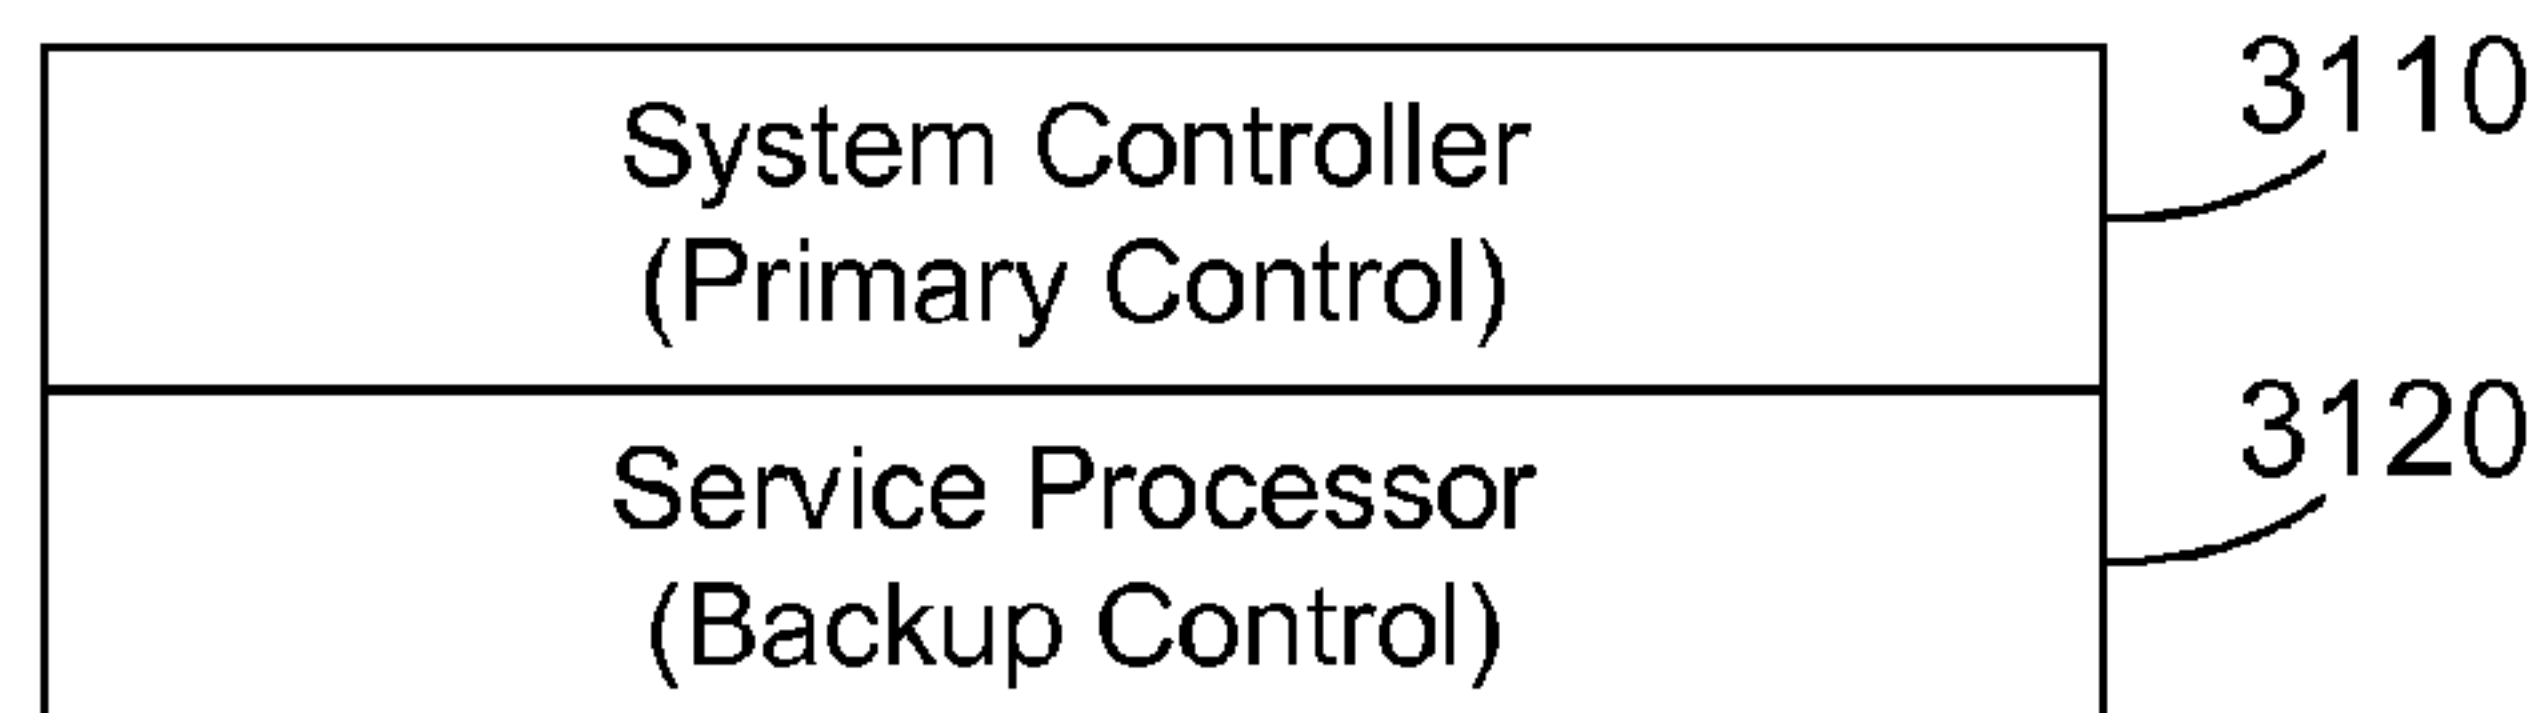 System Controller
(Primary Control)
3110
Service Processor
(Backup Control)
3120